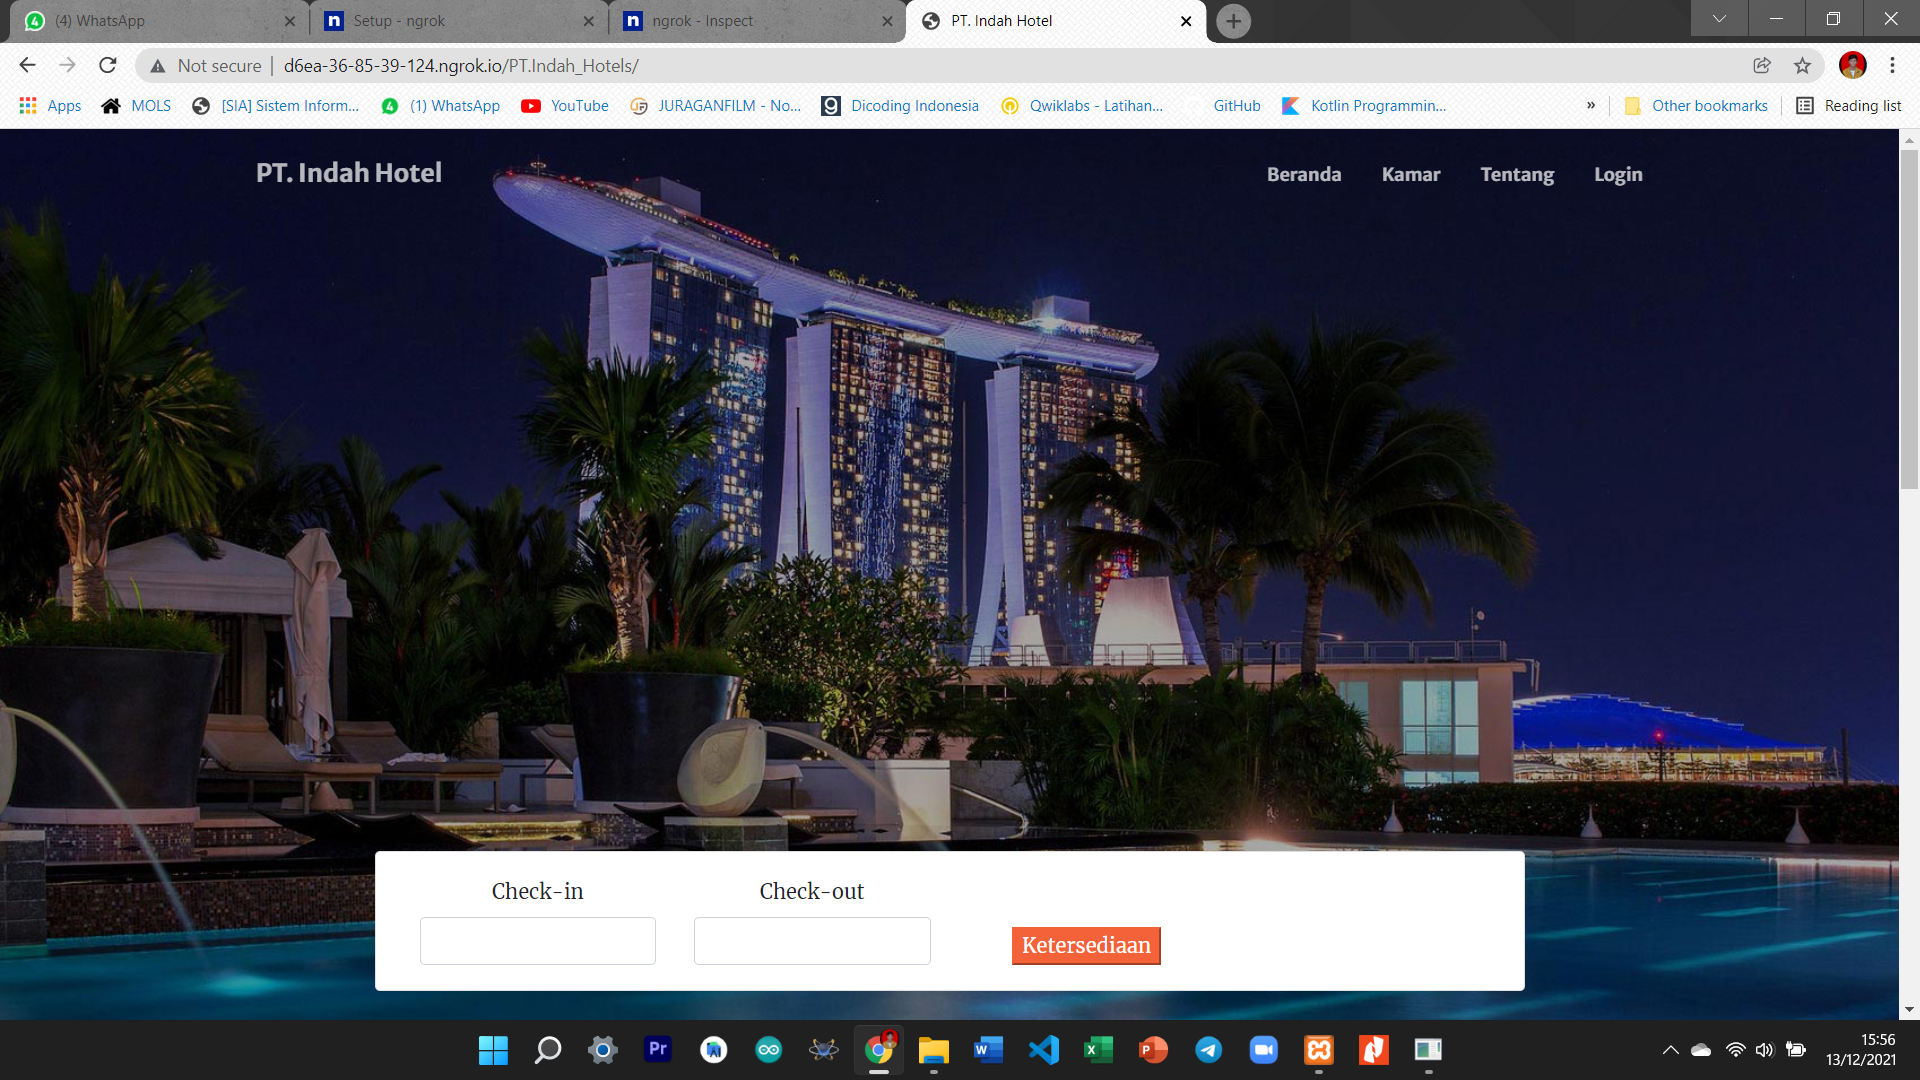 (4) WhatsApp
Setup - ngrok
ngrok - Inspect
PT. Indah Hotel
Not secure
d6ea-36-85-39-124.ngrok.io/PT.Indah_Hotels/
Apps
MOLS
[SIA] Sistem Inform...
(1) WhatsApp
YouTube
JURAGANFILM - No...
Dicoding Indonesia
Qwiklabs - Latihan...
GitHub
Kotlin Programmin...
»
Other bookmarks
Reading list
PT. Indah Hotel
Beranda
Kamar
Tentang
Login
Check-in
Check-out
Ketersediaan
15:56
13/12/2021